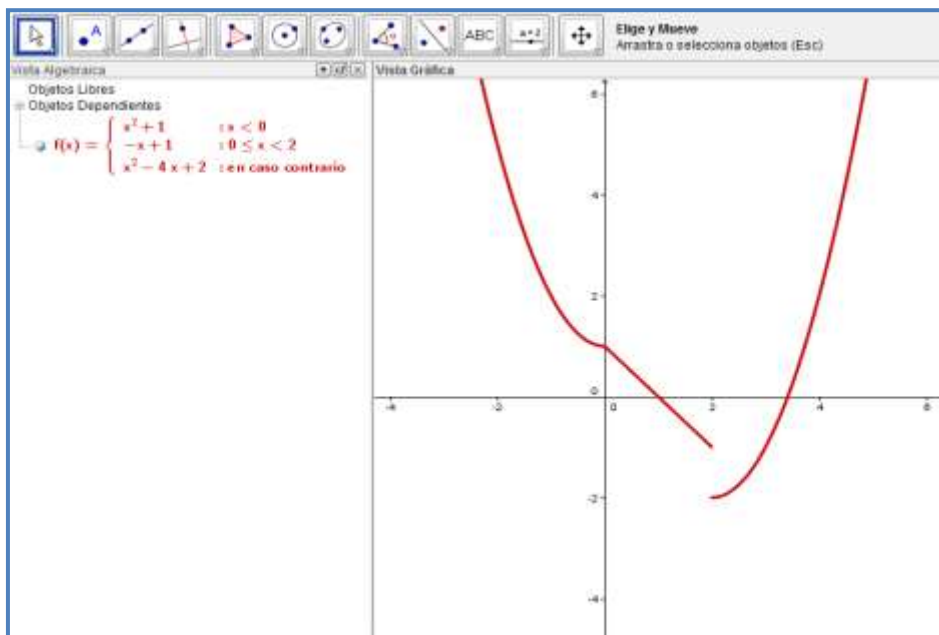 ABC
a=2
Elige y Mueve
Arrastra o selecciona objetos (Esc)
Vista Algebraica
Vista Gráfica
Objetos Libres
Objetos Dependientes
f(x) = { x² + 1 : x < 0
−x + 1 : 0 ≤ x < 2
x² − 4 x + 2 : en caso contrario
6
4
2
0
-4 -2 0 2 4 6
-2
-4